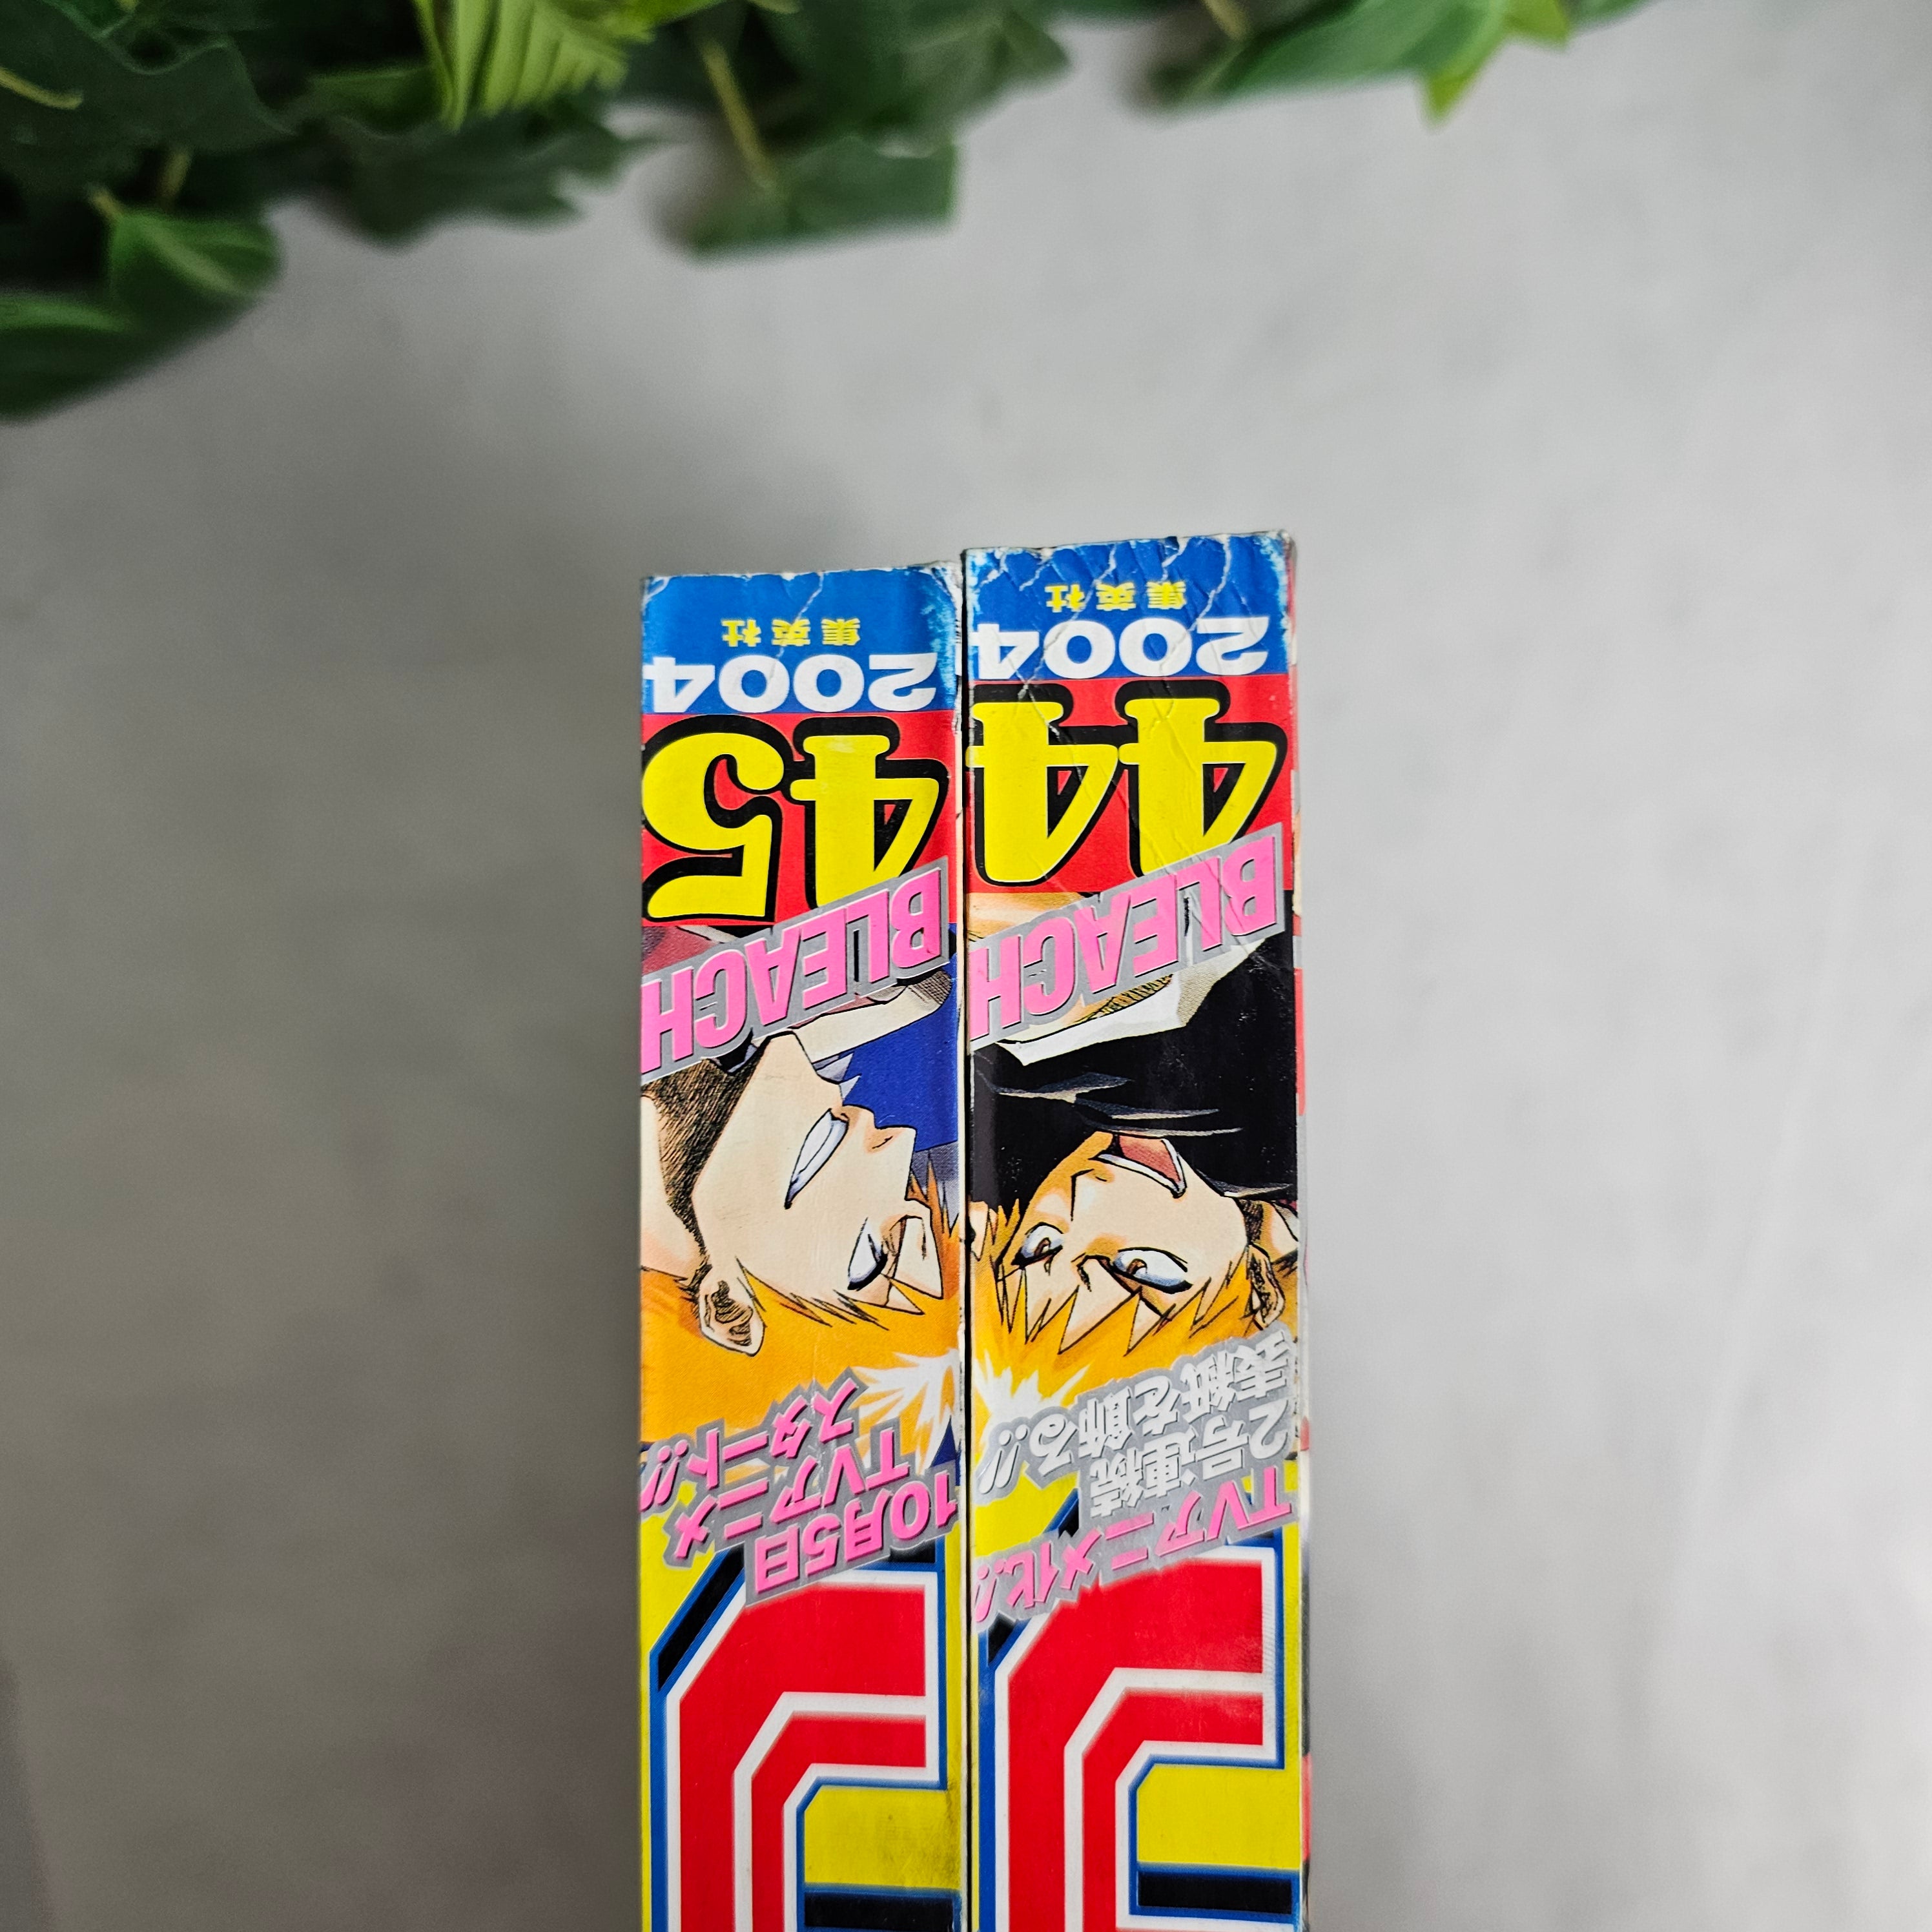 TVアニメ化!!
2号連続
表紙を飾る!!
BLEACH
44
2004
集英社
10月5日
TVアニメ
スタート!!
BLEACH
45
2004
集英社